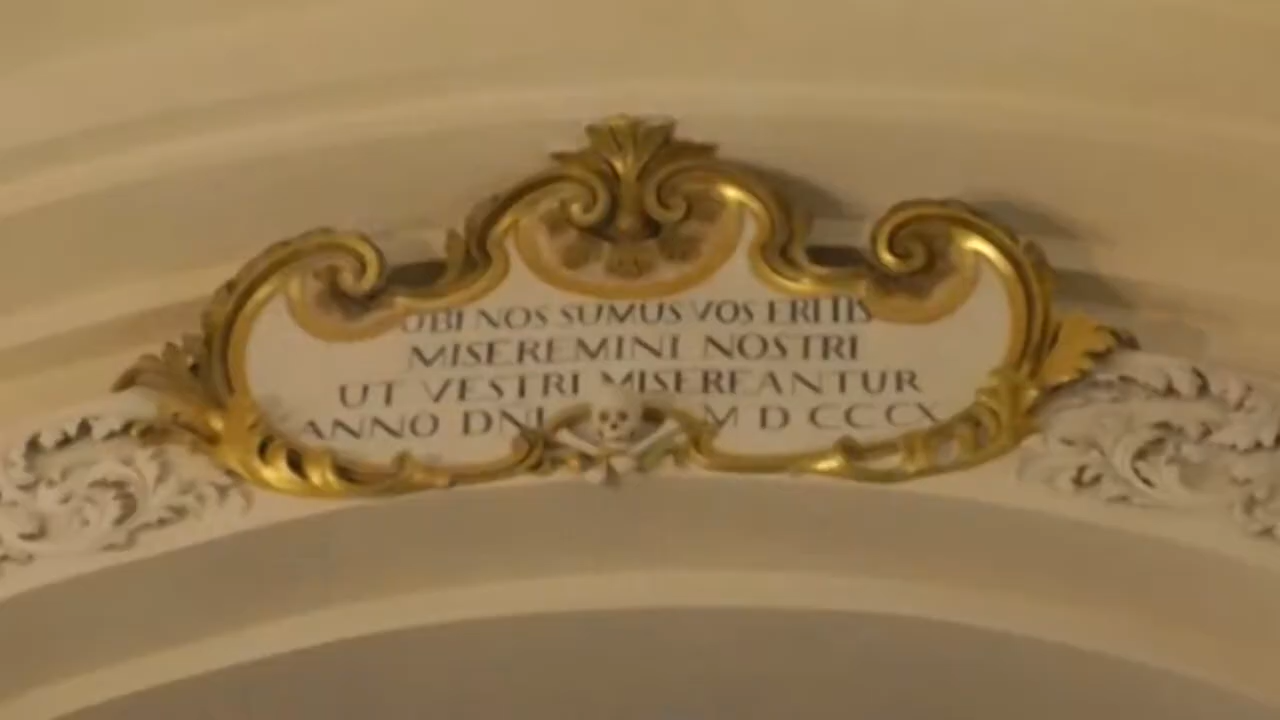 UBI NOS SUMUS VOS ERITIS
MISEREMINI NOSTRI
UT VESTRI MISEREANTUR
ANNO DNI M D CCCX